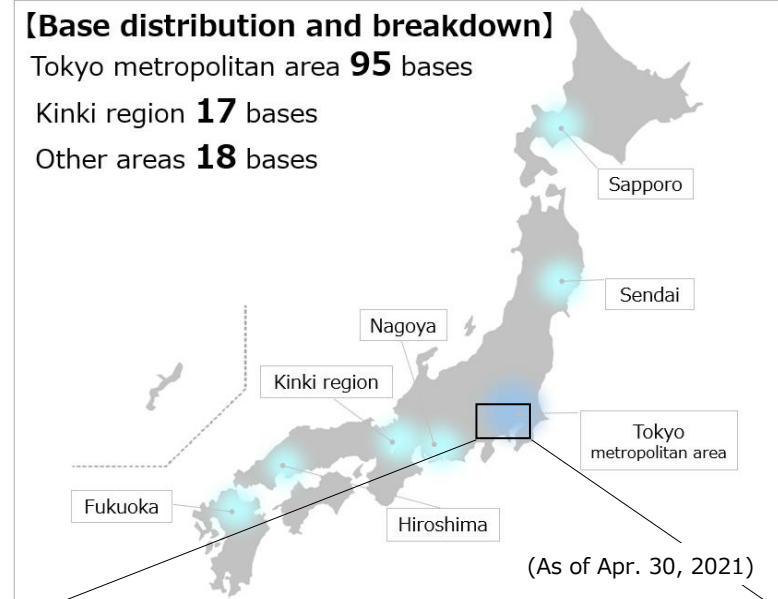 【Base distribution and breakdown】
Tokyo metropolitan area 95 bases
Kinki region 17 bases
Other areas 18 bases
Sapporo
Sendai
Nagoya
Kinki region
Tokyo
metropolitan area
Fukuoka
Hiroshima
(As of Apr. 30, 2021)